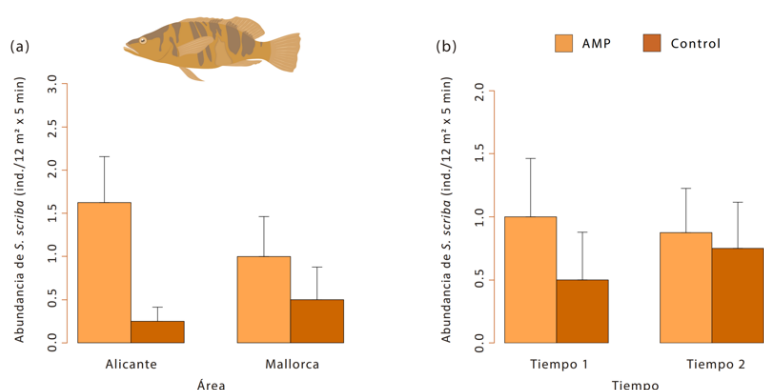 (a)
Abundancia de S. scriba (ind./12 m² x 5 min)
3.0
2.5
2.0
1.5
1.0
0.5
0.0
Alicante
Mallorca
Área
(b)
AMP
Control
Abundancia de S. scriba (ind./12 m² x 5 min)
2.0
1.5
1.0
0.5
0.0
Tiempo 1
Tiempo 2
Tiempo